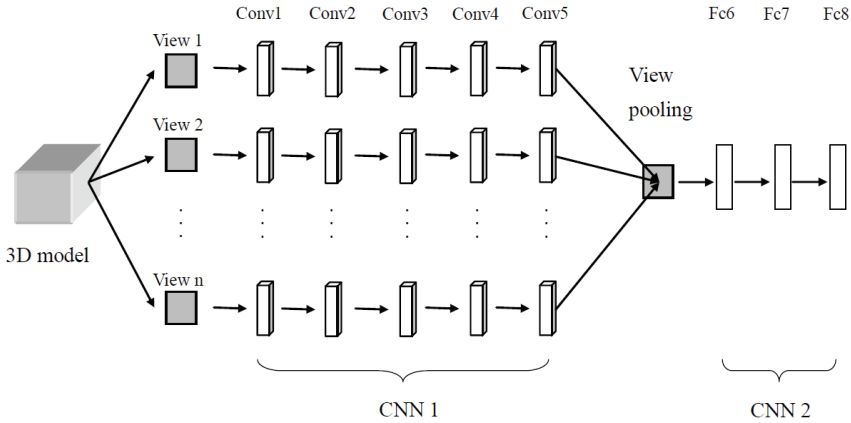 Conv1 Conv2 Conv3 Conv4 Conv5 Fc6 Fc7 Fc8
View 1
View
pooling
View 2
3D model
View n
CNN 1 CNN 2